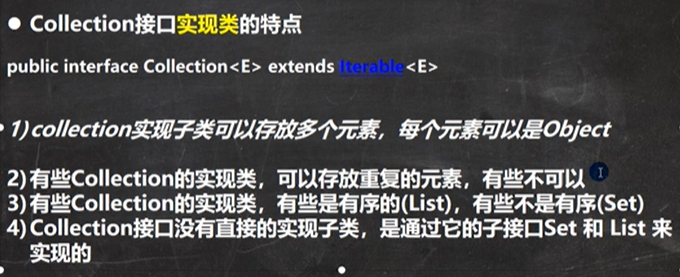 ● Collection接口实现类的特点
public interface Collection<E> extends Iterable<E>
1)collection实现子类可以存放多个元素，每个元素可以是Object
2)有些Collection的实现类，可以存放重复的元素，有些不可以
3)有些Collection的实现类，有些是有序的(List)，有些不是有序(Set)
4)Collection接口没有直接的实现子类，是通过它的子接口Set 和 List 来
实现的